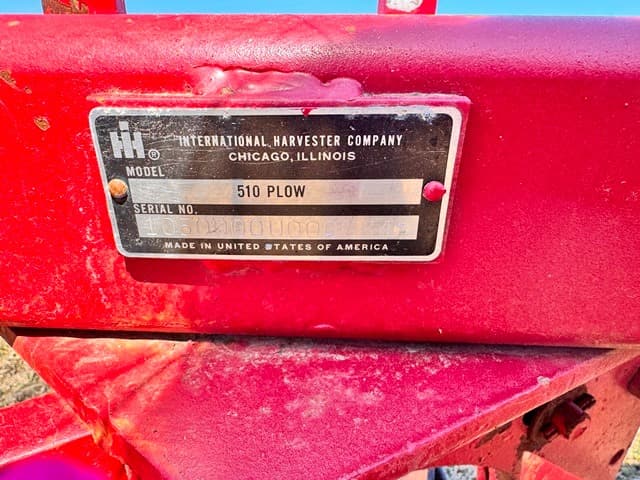 IH®
INTERNATIONAL HARVESTER COMPANY
CHICAGO, ILLINOIS
MODEL
510 PLOW
SERIAL NO.
MADE IN UNITED STATES OF AMERICA